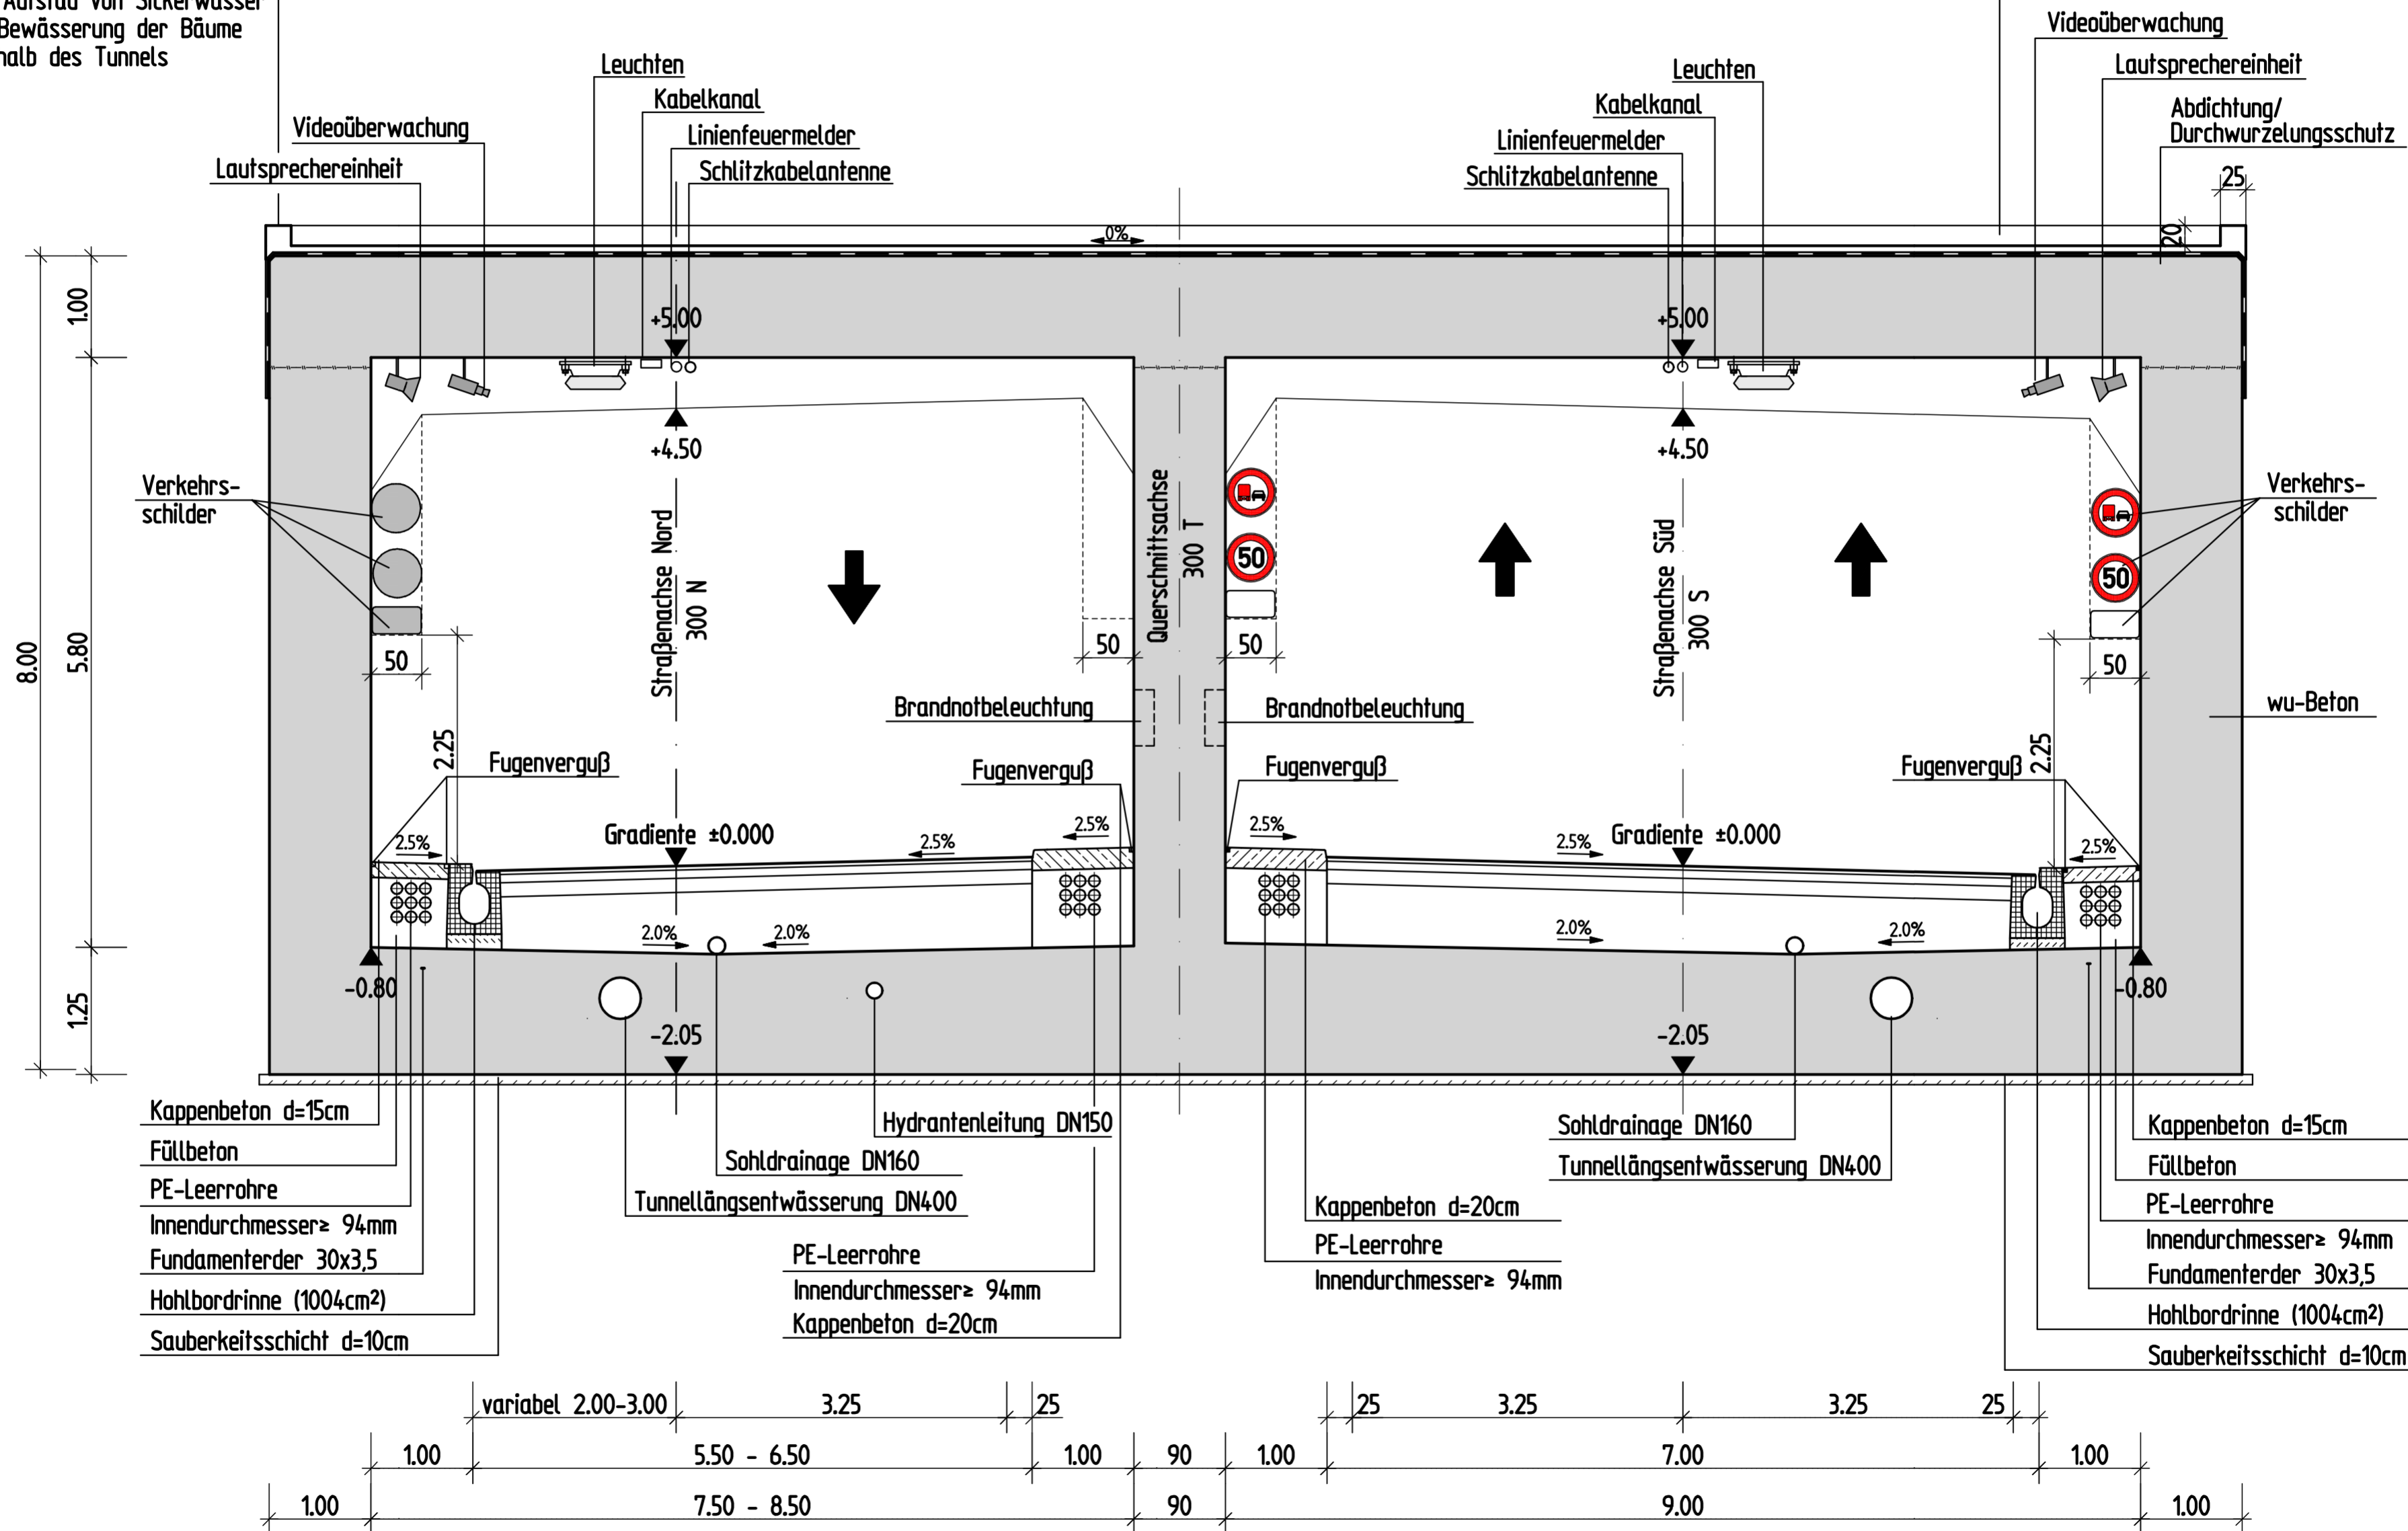 Aufstau von Sickerwasser
Bewässerung der Bäume
halb des Tunnels
Leuchten
Kabelkanal
Videoüberwachung
Linienfeuermelder
Lautsprechereinheit
Schlitzkabelantenne
Videoüberwachung
Leuchten
Lautsprechereinheit
Kabelkanal
Abdichtung/
Durchwurzelungsschutz
Linienfeuermelder
Schlitzkabelantenne
25
0%
20
1.00
+5.00
+5.00
+4.50
+4.50
Verkehrs-
schilder
Straßenachse Nord
300 N
Querschnittsachse
300 T
50
Straßenachse Süd
300 S
50
Verkehrs-
schilder
8.00
5.80
50
50
50
50
2.25
Brandnotbeleuchtung
Brandnotbeleuchtung
wu-Beton
2.25
Fugenverguß
Fugenverguß
Fugenverguß
Fugenverguß
2.5%
Gradiente ±0.000
2.5%
2.5%
2.5%
2.5%
Gradiente ±0.000
2.5%
2.0%
2.0%
2.0%
2.0%
-0.80
-0.80
1.25
-2.05
-2.05
Kappenbeton d=15cm
Füllbeton
PE-Leerrohre
Innendurchmesser≥ 94mm
Fundamenterder 30x3,5
Hohlbordrinne (1004cm²)
Sauberkeitsschicht d=10cm
Hydrantenleitung DN150
Sohldrainage DN160
Tunnellängsentwässerung DN400
PE-Leerrohre
Innendurchmesser≥ 94mm
Kappenbeton d=20cm
Kappenbeton d=20cm
PE-Leerrohre
Innendurchmesser≥ 94mm
Sohldrainage DN160
Tunnellängsentwässerung DN400
Kappenbeton d=15cm
Füllbeton
PE-Leerrohre
Innendurchmesser≥ 94mm
Fundamenterder 30x3,5
Hohlbordrinne (1004cm²)
Sauberkeitsschicht d=10cm
variabel 2.00-3.00 3.25 25 25 3.25 3.25 25
1.00 5.50 - 6.50 1.00 90 1.00 7.00 1.00
1.00 7.50 - 8.50 90 9.00 1.00